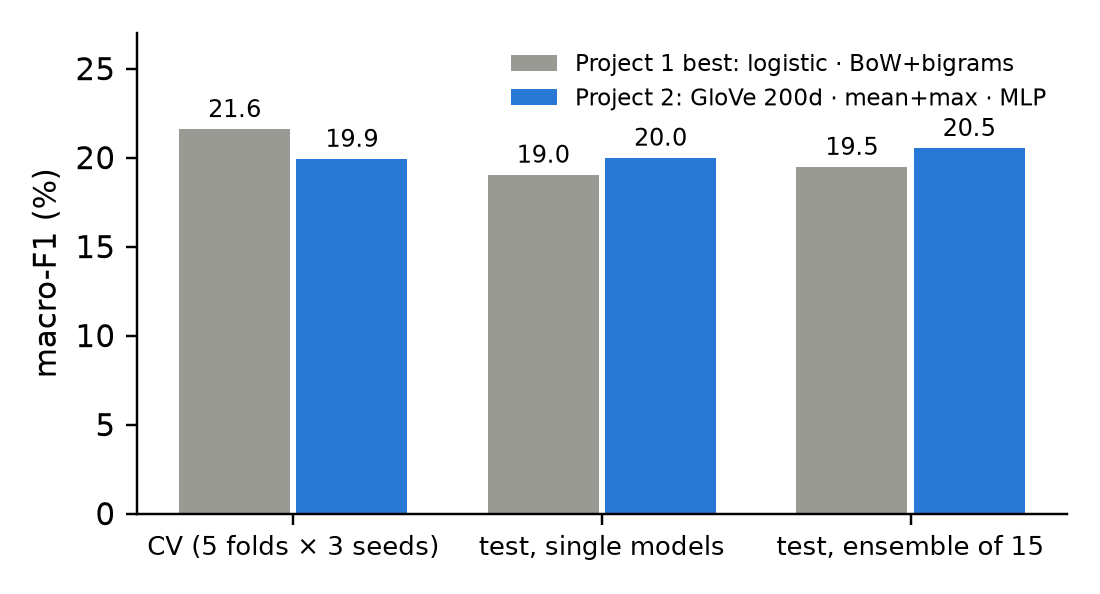 macro-F1 (%)
25
20
15
10
5
0
Project 1 best: logistic · BoW+bigrams
Project 2: GloVe 200d · mean+max · MLP
21.6
19.9
19.0
20.0
19.5
20.5
CV (5 folds × 3 seeds)
test, single models
test, ensemble of 15